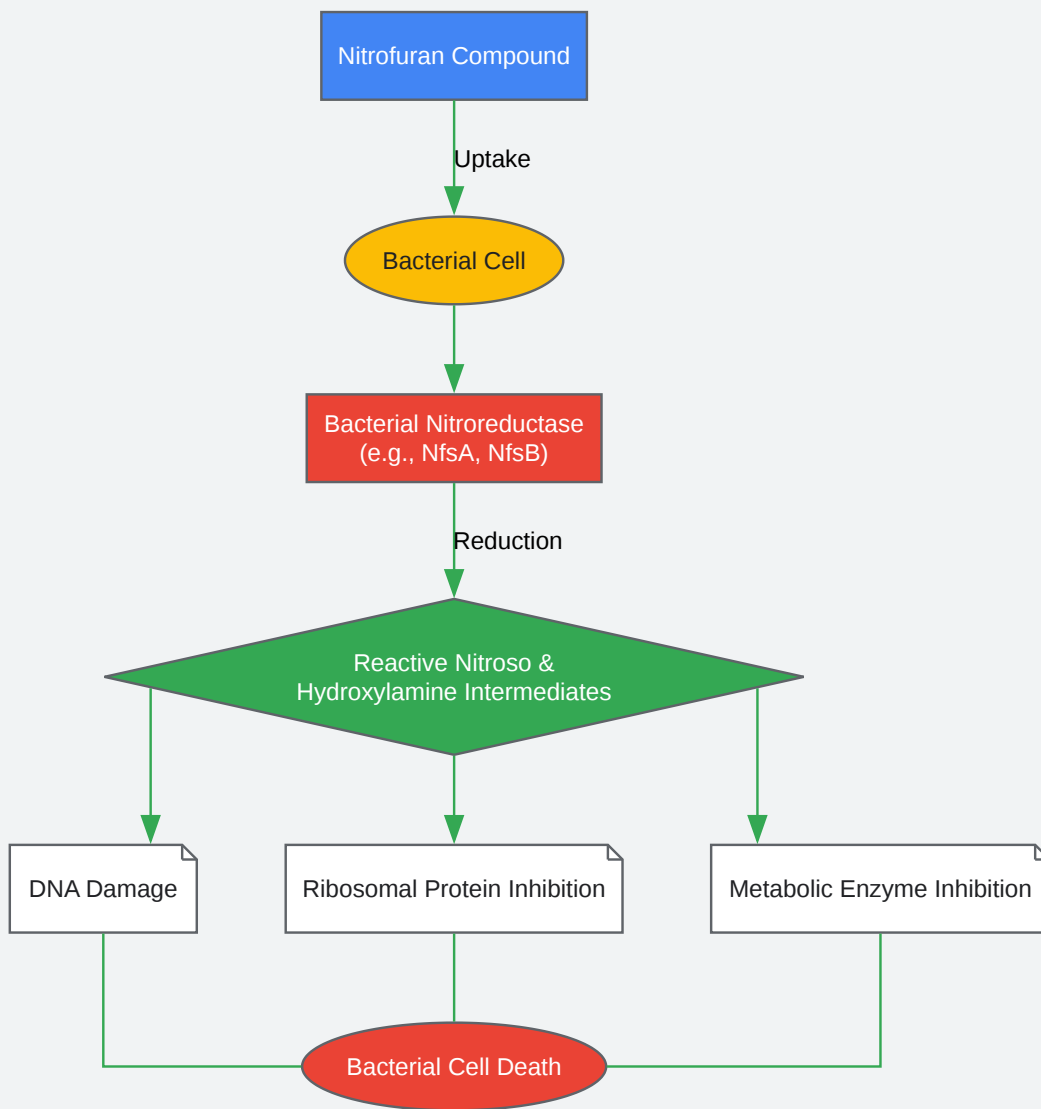 Nitrofuran Compound
Uptake
Bacterial Cell
Bacterial Nitroreductase
(e.g., NfsA, NfsB)
Reduction
Reactive Nitroso &
Hydroxylamine Intermediates
DNA Damage
Ribosomal Protein Inhibition
Metabolic Enzyme Inhibition
Bacterial Cell Death